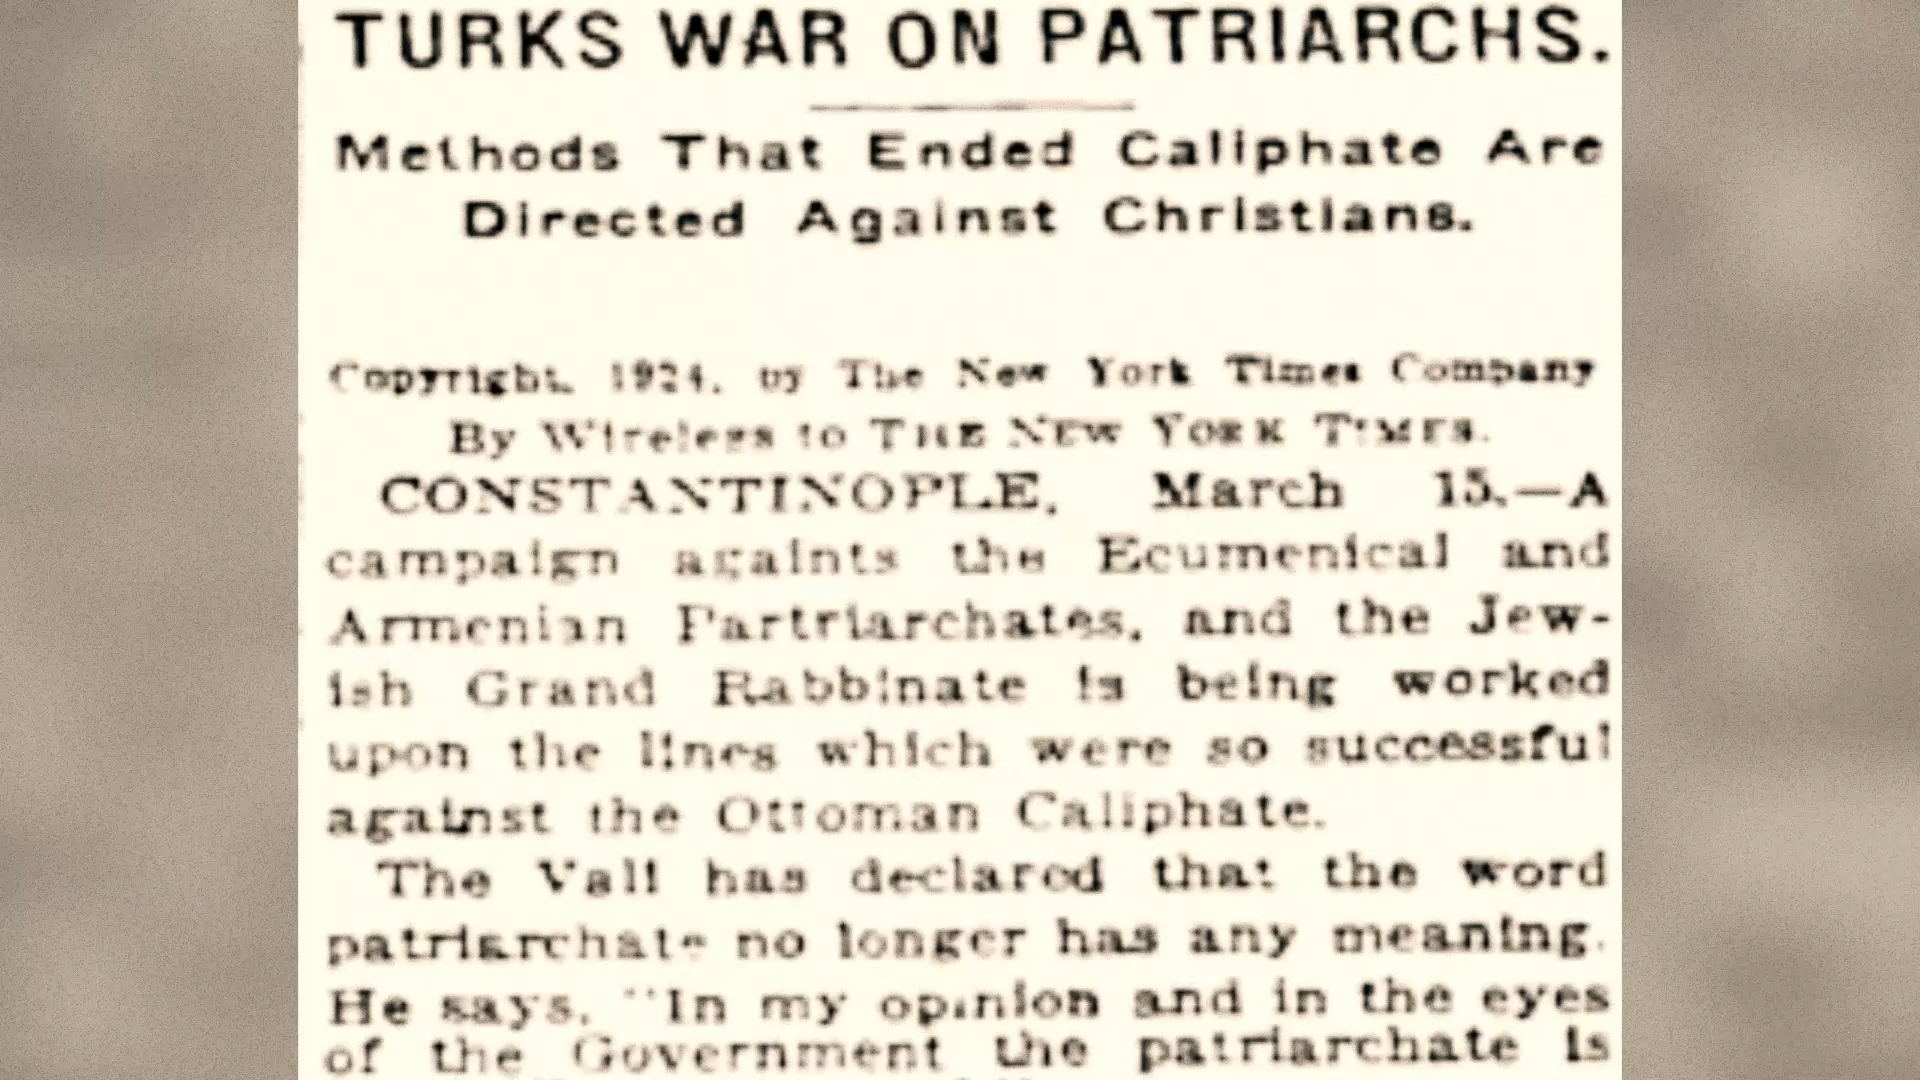 TURKS WAR ON PATRIARCHS.
Methods That Ended Caliphate Are
Directed Against Christians.
Copyright, 1924, by The New York Times Company
By Wireless to THE NEW YORK TIMES.
CONSTANTINOPLE, March 15.—A
campaign againts the Ecumenical and
Armenian Partriarchates, and the Jew-
ish Grand Rabbinate is being worked
upon the lines which were so successful
against the Ottoman Caliphate.
The Vali has declared that the word
patriarchate no longer has any meaning.
He says, "In my opinion and in the eyes
of the Government the patriarchate is